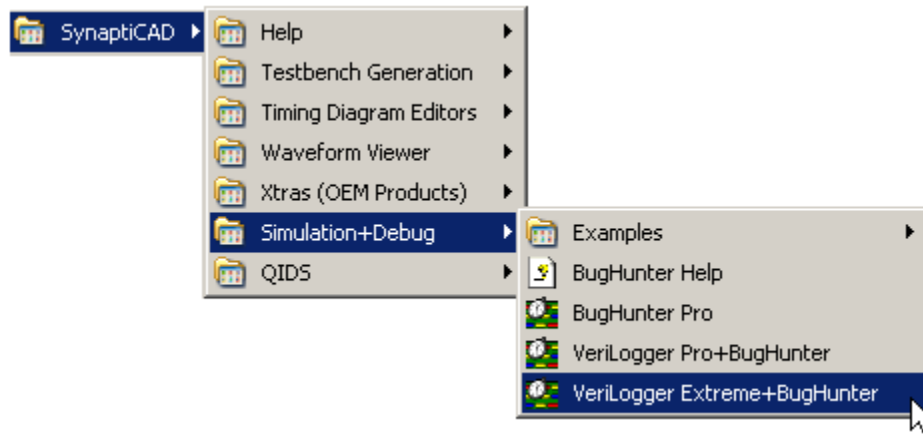 SynaptiCAD
Help
Testbench Generation
Timing Diagram Editors
Waveform Viewer
Xtras (OEM Products)
Simulation+Debug
QIDS
Examples
BugHunter Help
BugHunter Pro
VeriLogger Pro+BugHunter
VeriLogger Extreme+BugHunter